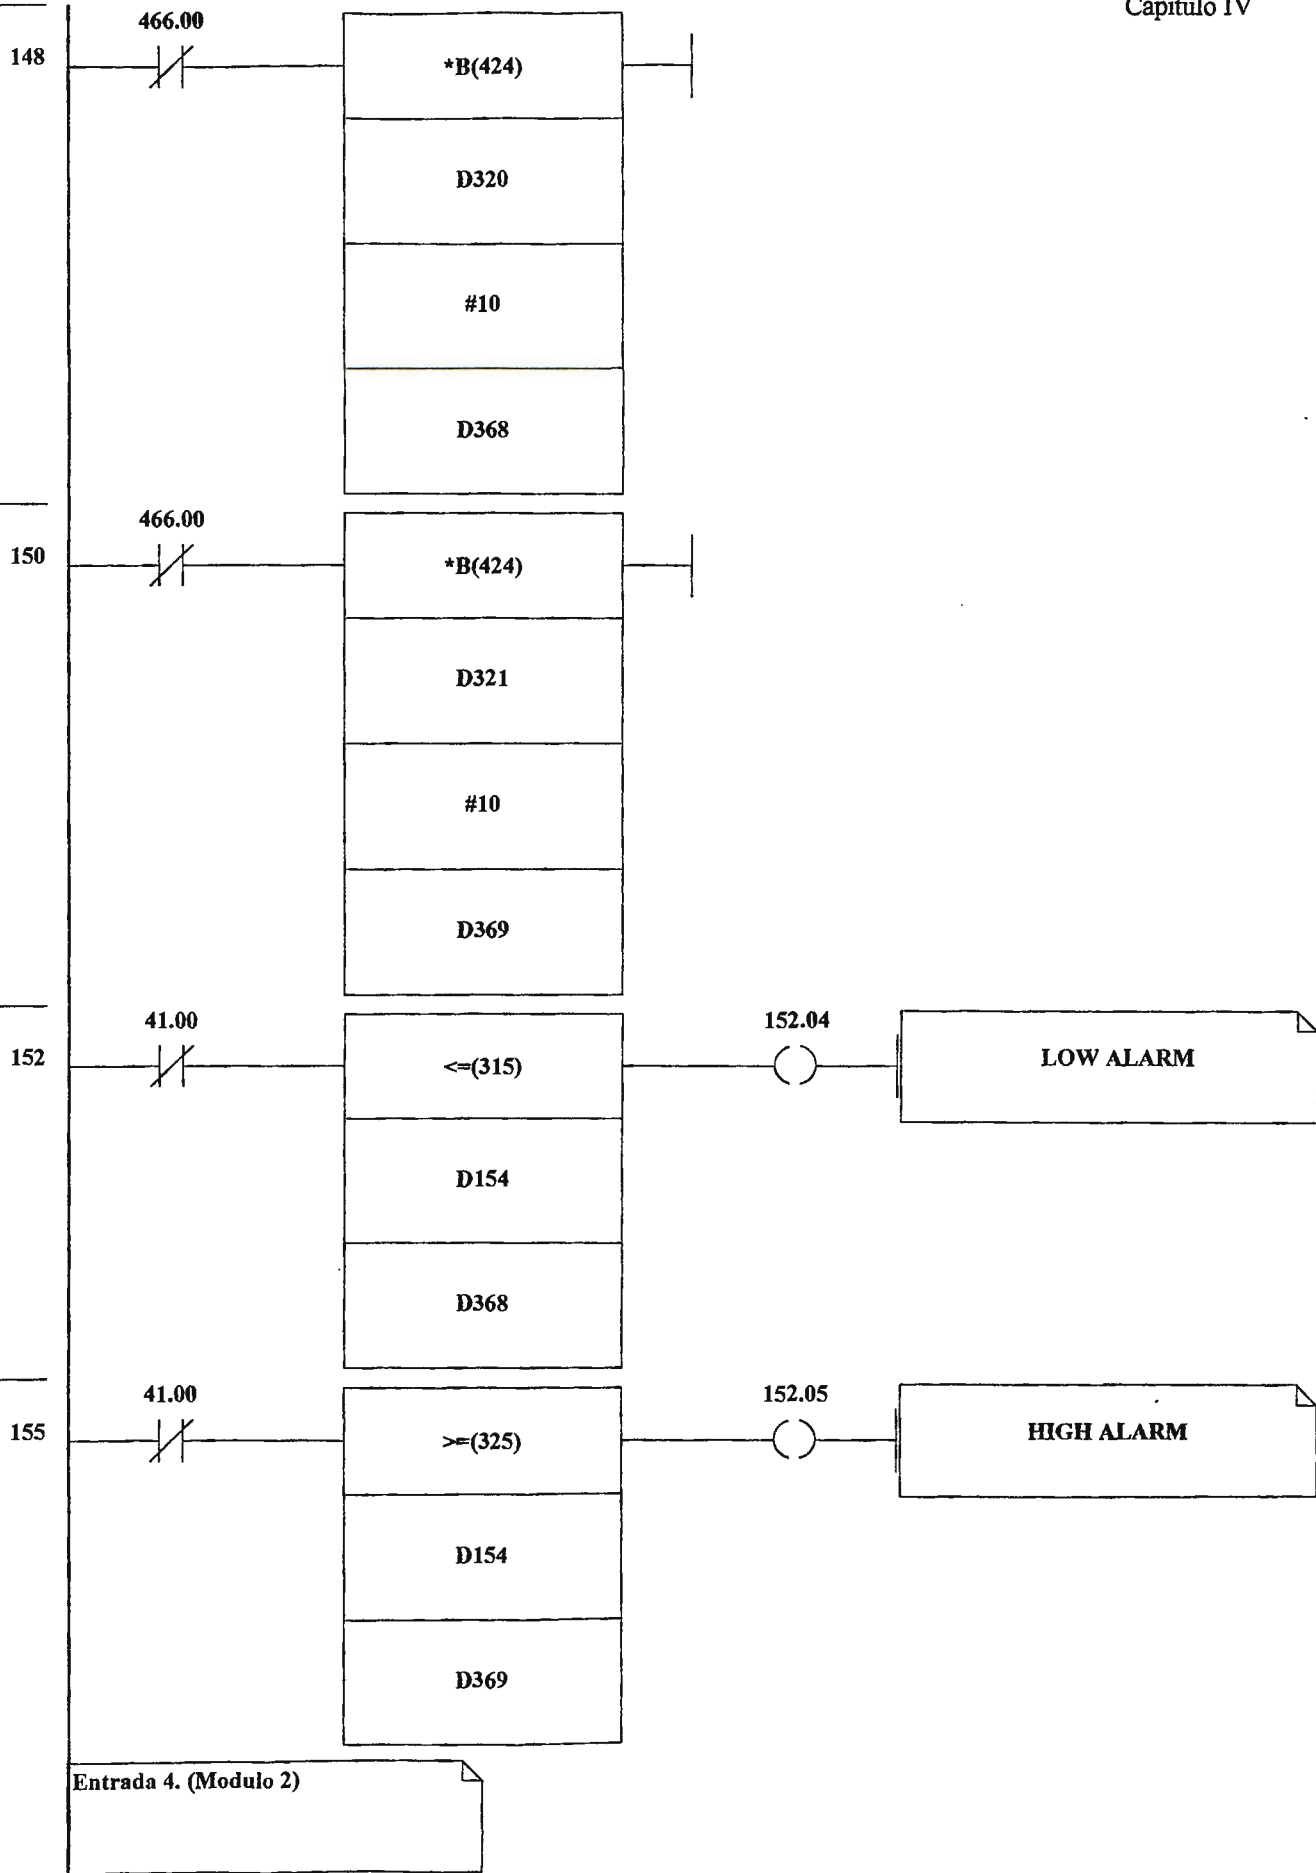 Capítulo IV
466.00
148
*B(424)
D320
#10
D368
466.00
150
*B(424)
D321
#10
D369
41.00
152
<=(315)
152.04
LOW ALARM
D154
D368
41.00
155
>=(325)
152.05
HIGH ALARM
D154
D369
Entrada 4. (Modulo 2)